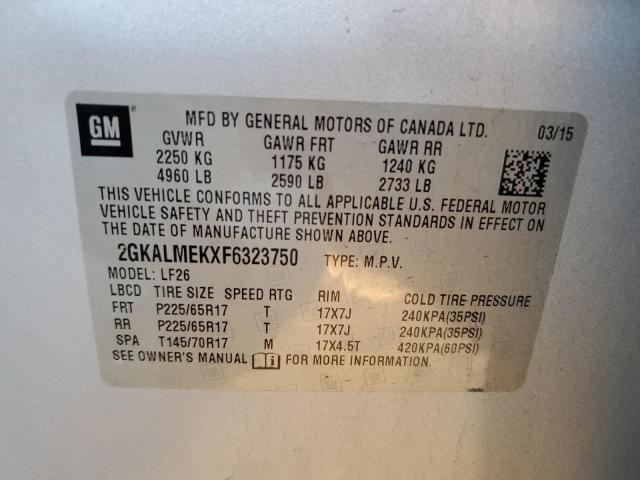 GM ®
MFD BY GENERAL MOTORS OF CANADA LTD. 03/15
GVWR GAWR FRT GAWR RR
2250 KG 1175 KG 1240 KG
4960 LB 2590 LB 2733 LB
THIS VEHICLE CONFORMS TO ALL APPLICABLE U.S. FEDERAL MOTOR
VEHICLE SAFETY AND THEFT PREVENTION STANDARDS IN EFFECT ON
THE DATE OF MANUFACTURE SHOWN ABOVE.
2GKALMEKXF6323750 TYPE: M.P.V.
MODEL: LF26
LBCD TIRE SIZE SPEED RTG RIM COLD TIRE PRESSURE
FRT P225/65R17 T 17X7J 240KPA(35PSI)
RR P225/65R17 T 17X7J 240KPA(35PSI)
SPA T145/70R17 M 17X4.5T 420KPA(60PSI)
SEE OWNER'S MANUAL FOR MORE INFORMATION.